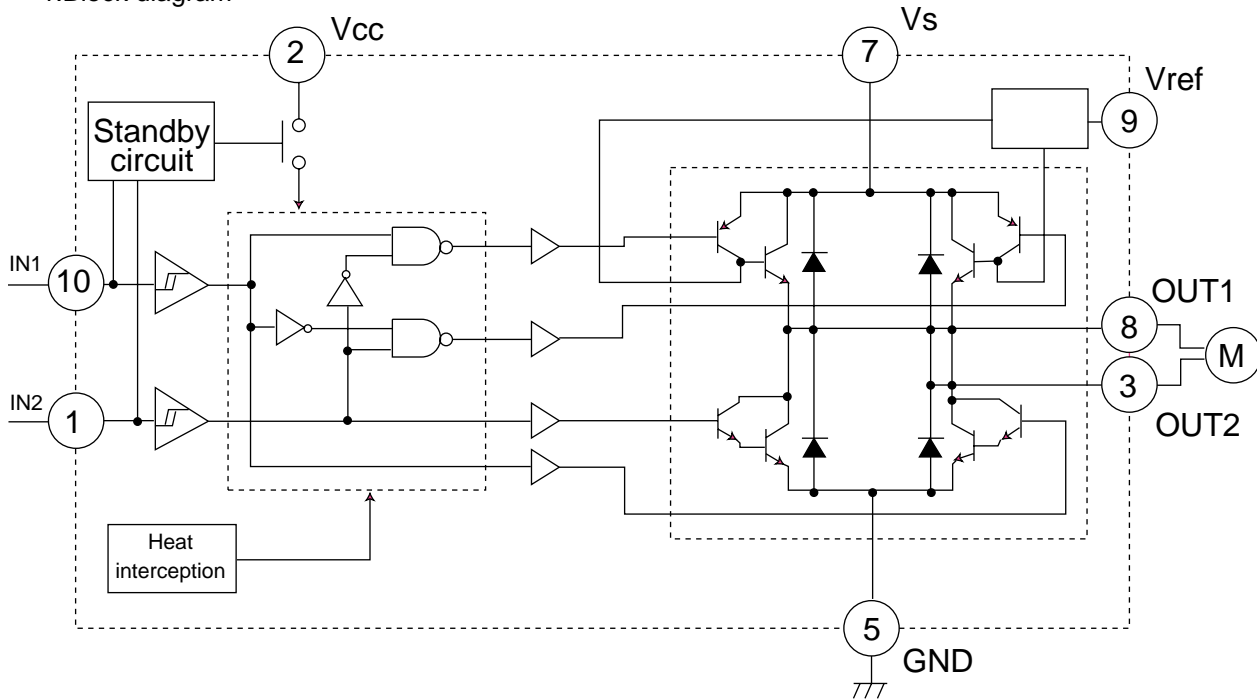 Vcc
Vs
2
7
Vref
9
Standby
circuit
IN1
10
OUT1
8
M
IN2
1
3
OUT2
Heat
interception
5
GND